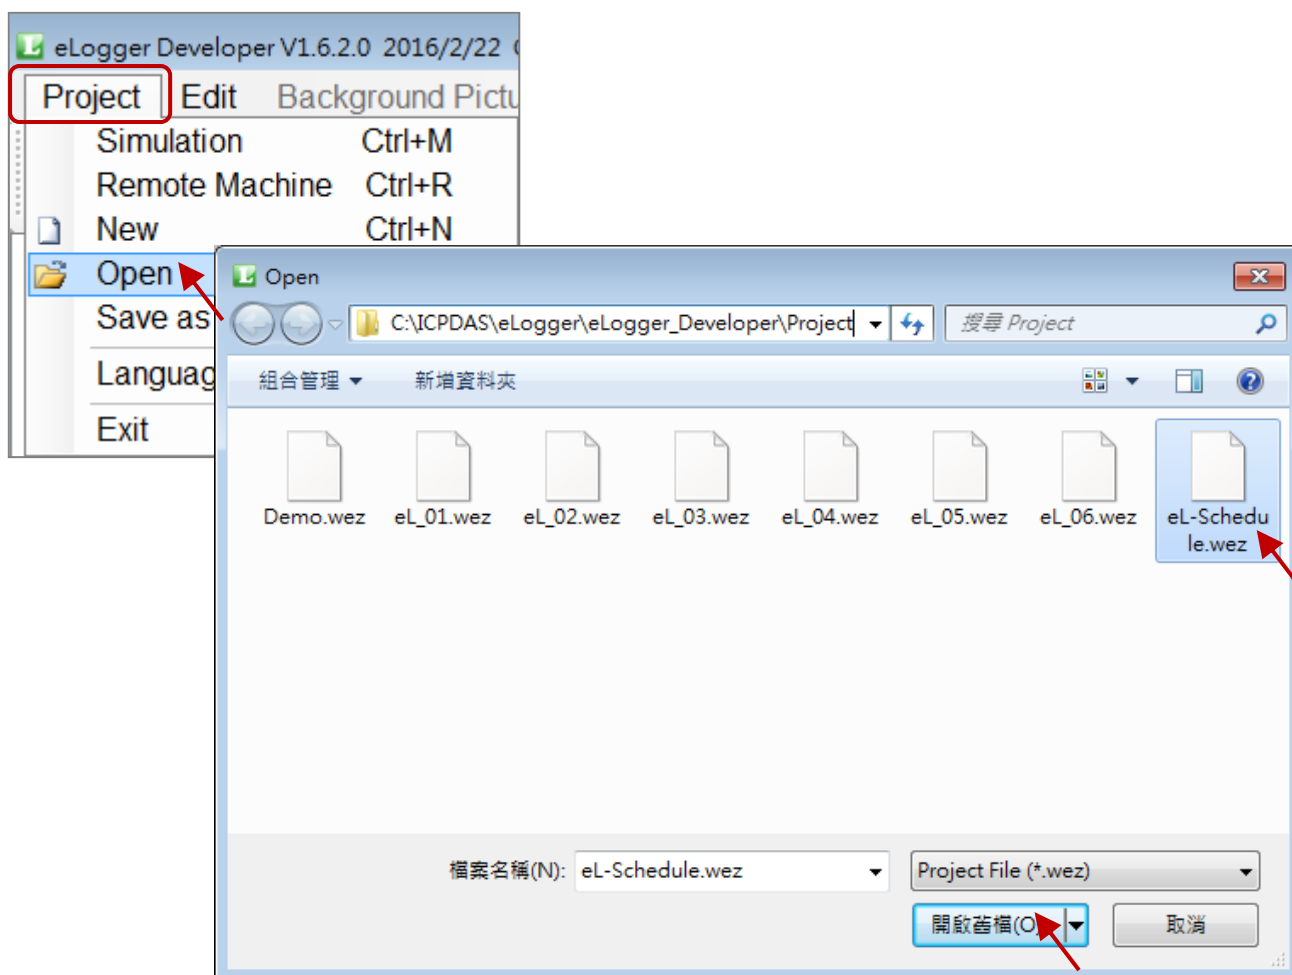 eLogger Developer V1.6.2.0 2016/2/22
Project Edit Background Pictu
Simulation Ctrl+M
Remote Machine Ctrl+R
New Ctrl+N
Open
Save as
Languag
Exit
Open
C:\ICPDAS\eLogger\eLogger_Developer\Project
搜尋 Project
組合管理
新增資料夾
Demo.wez eL_01.wez eL_02.wez eL_03.wez eL_04.wez eL_05.wez eL_06.wez eL-Schedu
le.wez
檔案名稱(N): eL-Schedule.wez Project File (*.wez)
開啟舊檔(O) 取消